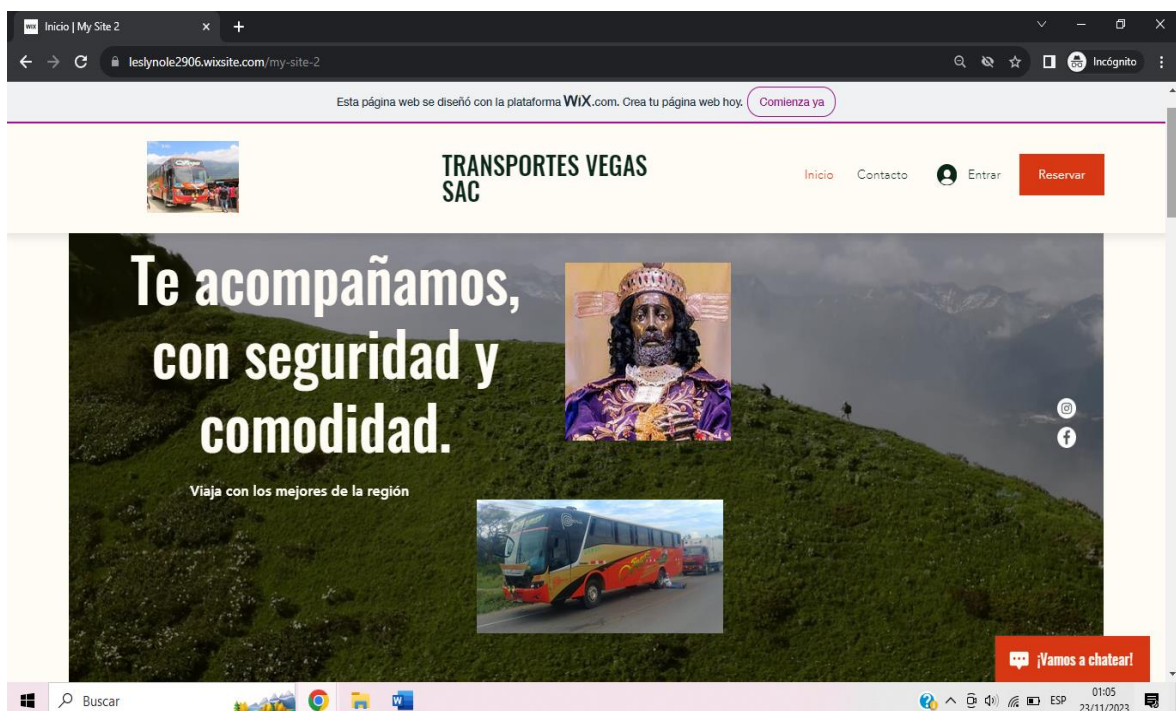 Inicio | My Site 2
leslynole2906.wixsite.com/my-site-2
Incógnito
Esta página web se diseñó con la plataforma WiX.com. Crea tu página web hoy.
Comienza ya
TRANSPORTES VEGAS
SAC
Inicio
Contacto
Entrar
Reservar
Te acompañamos,
con seguridad y
comodidad.
Viaja con los mejores de la región
¡Vamos a chatear!
Buscar
ESP
01:05
23/11/2023